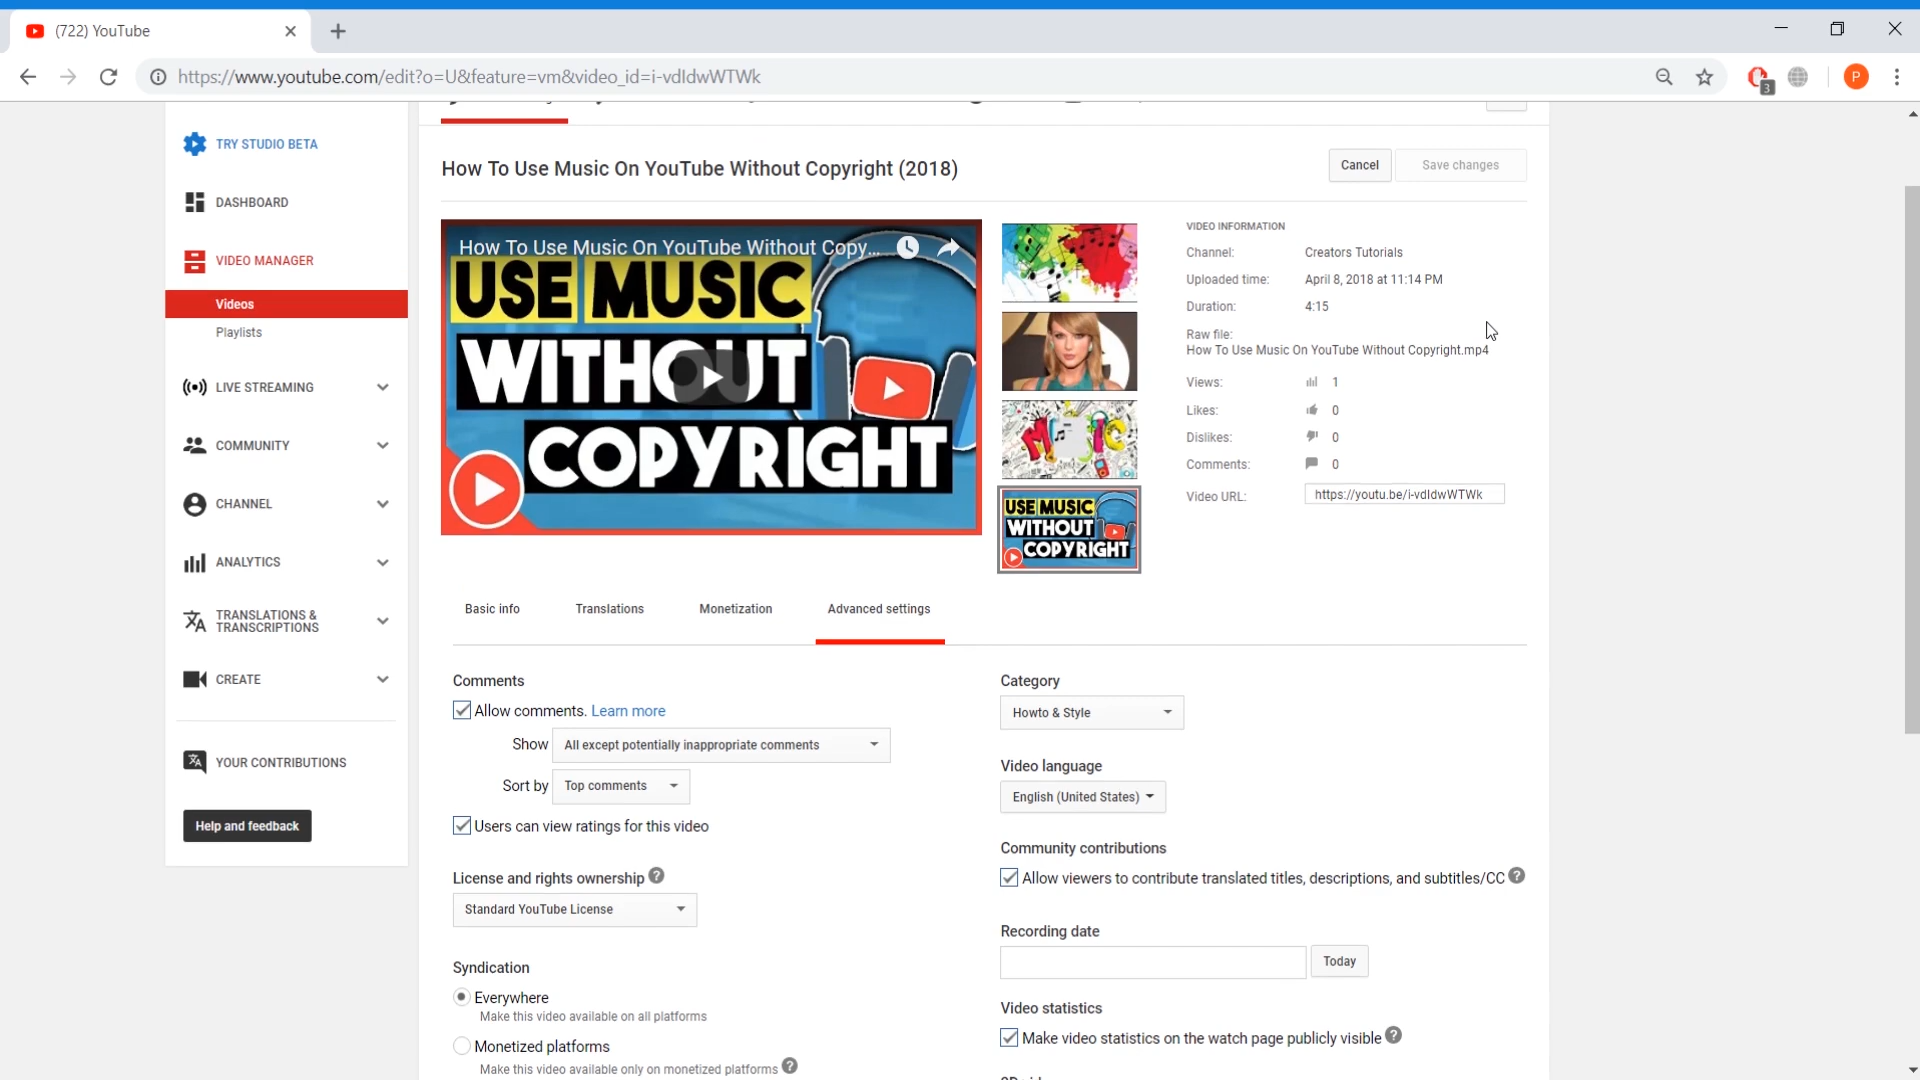 (722) YouTube
https://www.youtube.com/edit?o=U&feature=vm&video_id=i-vdIdwWTWk
3
P
TRY STUDIO BETA
DASHBOARD
VIDEO MANAGER
Videos
Playlists
LIVE STREAMING
COMMUNITY
CHANNEL
ANALYTICS
TRANSLATIONS &
TRANSCRIPTIONS
CREATE
YOUR CONTRIBUTIONS
Help and feedback
How To Use Music On YouTube Without Copyright (2018)
Cancel
Save changes
How To Use Music On YouTube Without Copy...
USE MUSIC
WITHOUT
COPYRIGHT
MUSIC
USE MUSIC
WITHOUT
COPYRIGHT
VIDEO INFORMATION
Channel: Creators Tutorials
Uploaded time: April 8, 2018 at 11:14 PM
Duration: 4:15
Raw file:
How To Use Music On YouTube Without Copyright.mp4
Views: 1
Likes: 0
Dislikes: 0
Comments: 0
Video URL: https://youtu.be/i-vdIdwWTWk
Basic info
Translations
Monetization
Advanced settings
Comments
Allow comments. Learn more
Show All except potentially inappropriate comments
Sort by Top comments
Users can view ratings for this video
License and rights ownership ?
Standard YouTube License
Syndication
Everywhere
Make this video available on all platforms
Monetized platforms
Make this video available only on monetized platforms ?
Category
Howto & Style
Video language
English (United States)
Community contributions
Allow viewers to contribute translated titles, descriptions, and subtitles/CC ?
Recording date
Today
Video statistics
Make video statistics on the watch page publicly visible ?